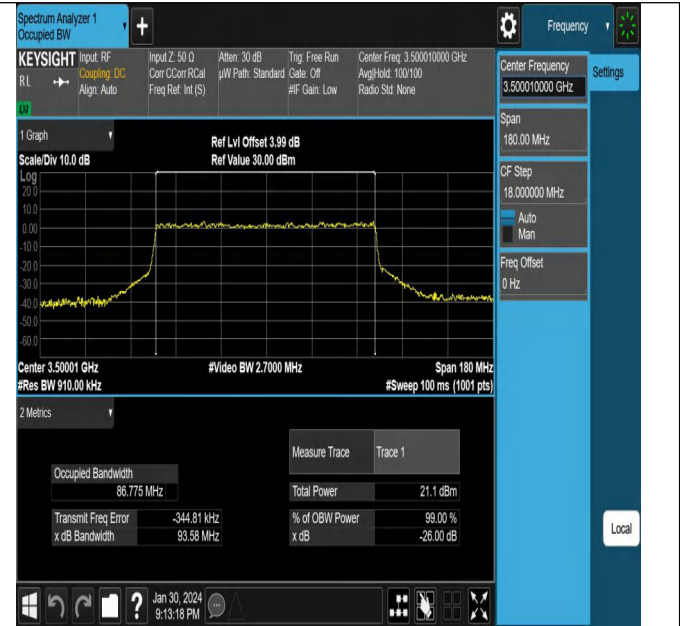 Spectrum Analyzer 1
Occupied BW
+
Frequency
KEYSIGHT
RL
Input: RF
Coupling: DC
Align: Auto
Input Z: 50 Ω
Corr CCorr RCal
Freq Ref: Int (S)
Atten: 30 dB
µW Path: Standard
Trig: Free Run
Gate: Off
#IF Gain: Low
Center Freq: 3.500010000 GHz
Avg|Hold: 100/100
Radio Std: None
Center Frequency
3.500010000 GHz
Settings
Span
180.00 MHz
CF Step
18.000000 MHz
Auto
Man
Freq Offset
0 Hz
1 Graph
Scale/Div 10.0 dB
Ref Lvl Offset 3.99 dB
Ref Value 30.00 dBm
Log
20.0
10.0
0.00
-10.0
-20.0
-30.0
-40.0
-50.0
-60.0
Center 3.50001 GHz
#Video BW 2.7000 MHz
Span 180 MHz
#Res BW 910.00 kHz
#Sweep 100 ms (1001 pts)
2 Metrics
Measure Trace
Trace 1
Occupied Bandwidth
86.775 MHz
Total Power
21.1 dBm
Transmit Freq Error
-344.81 kHz
% of OBW Power
99.00 %
x dB Bandwidth
93.58 MHz
x dB
-26.00 dB
Local
?
Jan 30, 2024
9:13:18 PM